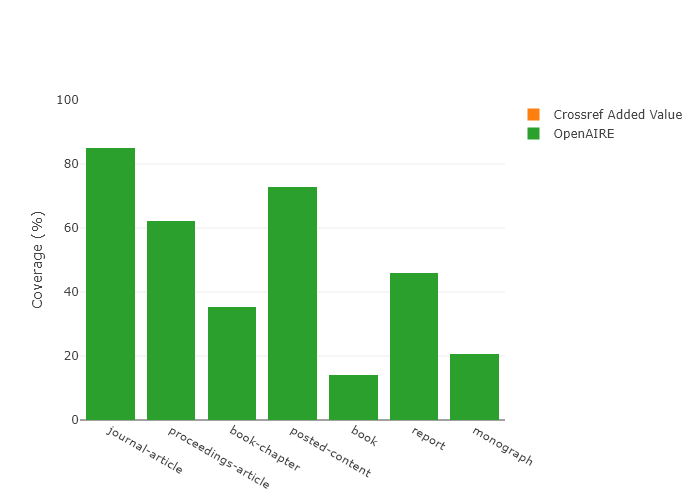 100
80
60
40
20
0
Coverage (%)
journal-article
proceedings-article
book-chapter
posted-content
book
report
monograph
Crossref Added Value
OpenAIRE